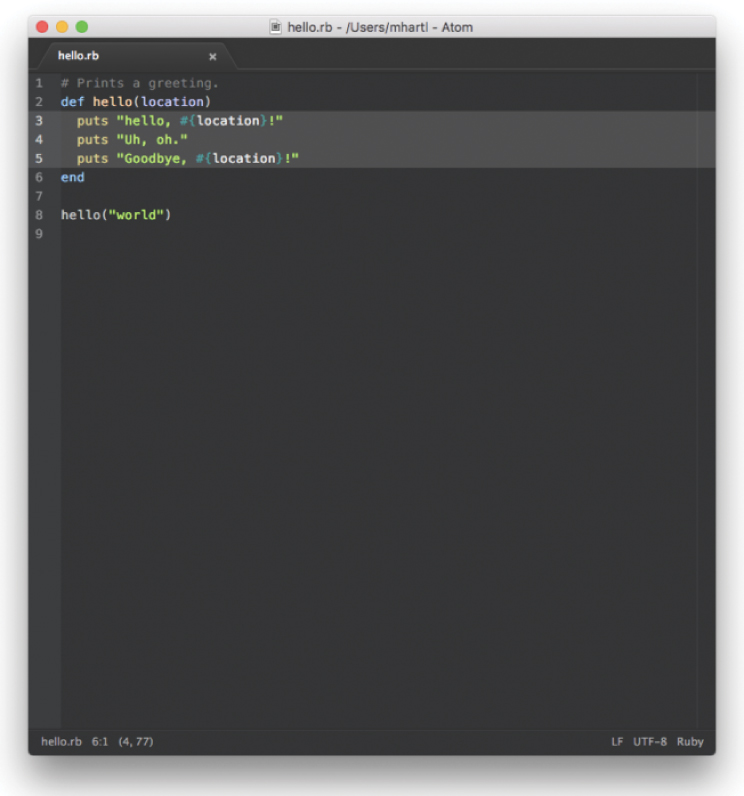 hello.rb - /Users/mhartl - Atom
hello.rb ×
1 # Prints a greeting.
2 def hello(location)
3   puts "hello, #{location}!"
4   puts "Uh, oh."
5   puts "Goodbye, #{location}!"
6 end
7
8 hello("world")
9
hello.rb 6:1 (4, 77) LF UTF-8 Ruby